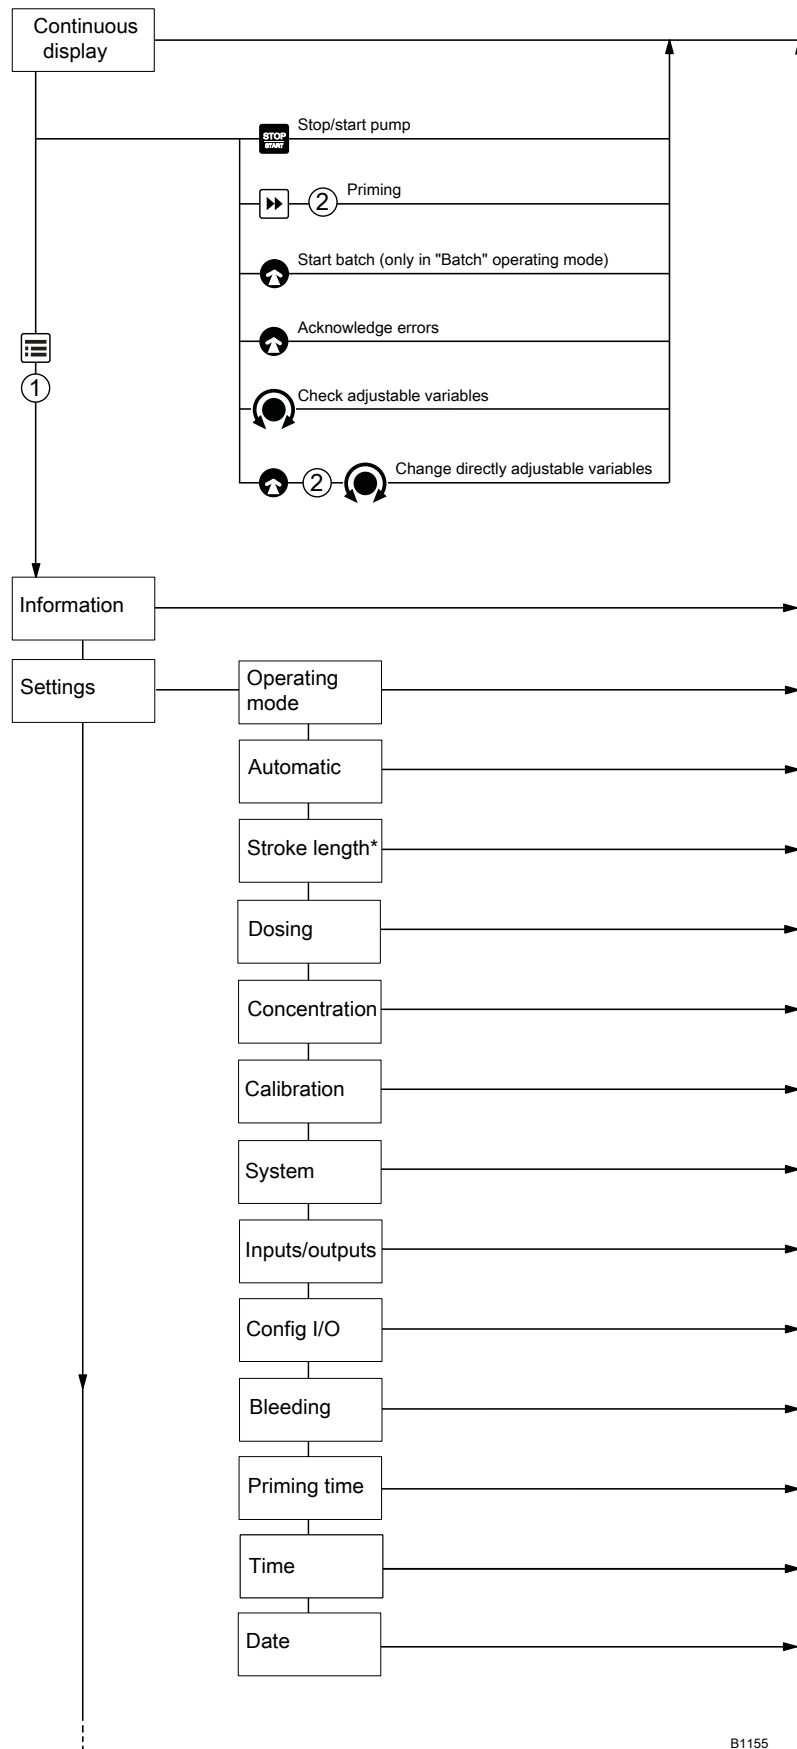 Continuous
display
Stop/start pump
STOP
START
Priming
2
Start batch (only in "Batch" operating mode)
Acknowledge errors
1
Check adjustable variables
Change directly adjustable variables
2
Information
Settings
Operating
mode
Automatic
Stroke length*
Dosing
Concentration
Calibration
System
Inputs/outputs
Config I/O
Bleeding
Priming time
Time
Date
B1155